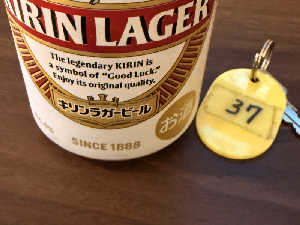 KIRIN LAGER
The legendary KIRIN is
a symbol of "Good Luck."
Enjoy its original quality.
キリンラガービール
お酒
SINCE 1888
37